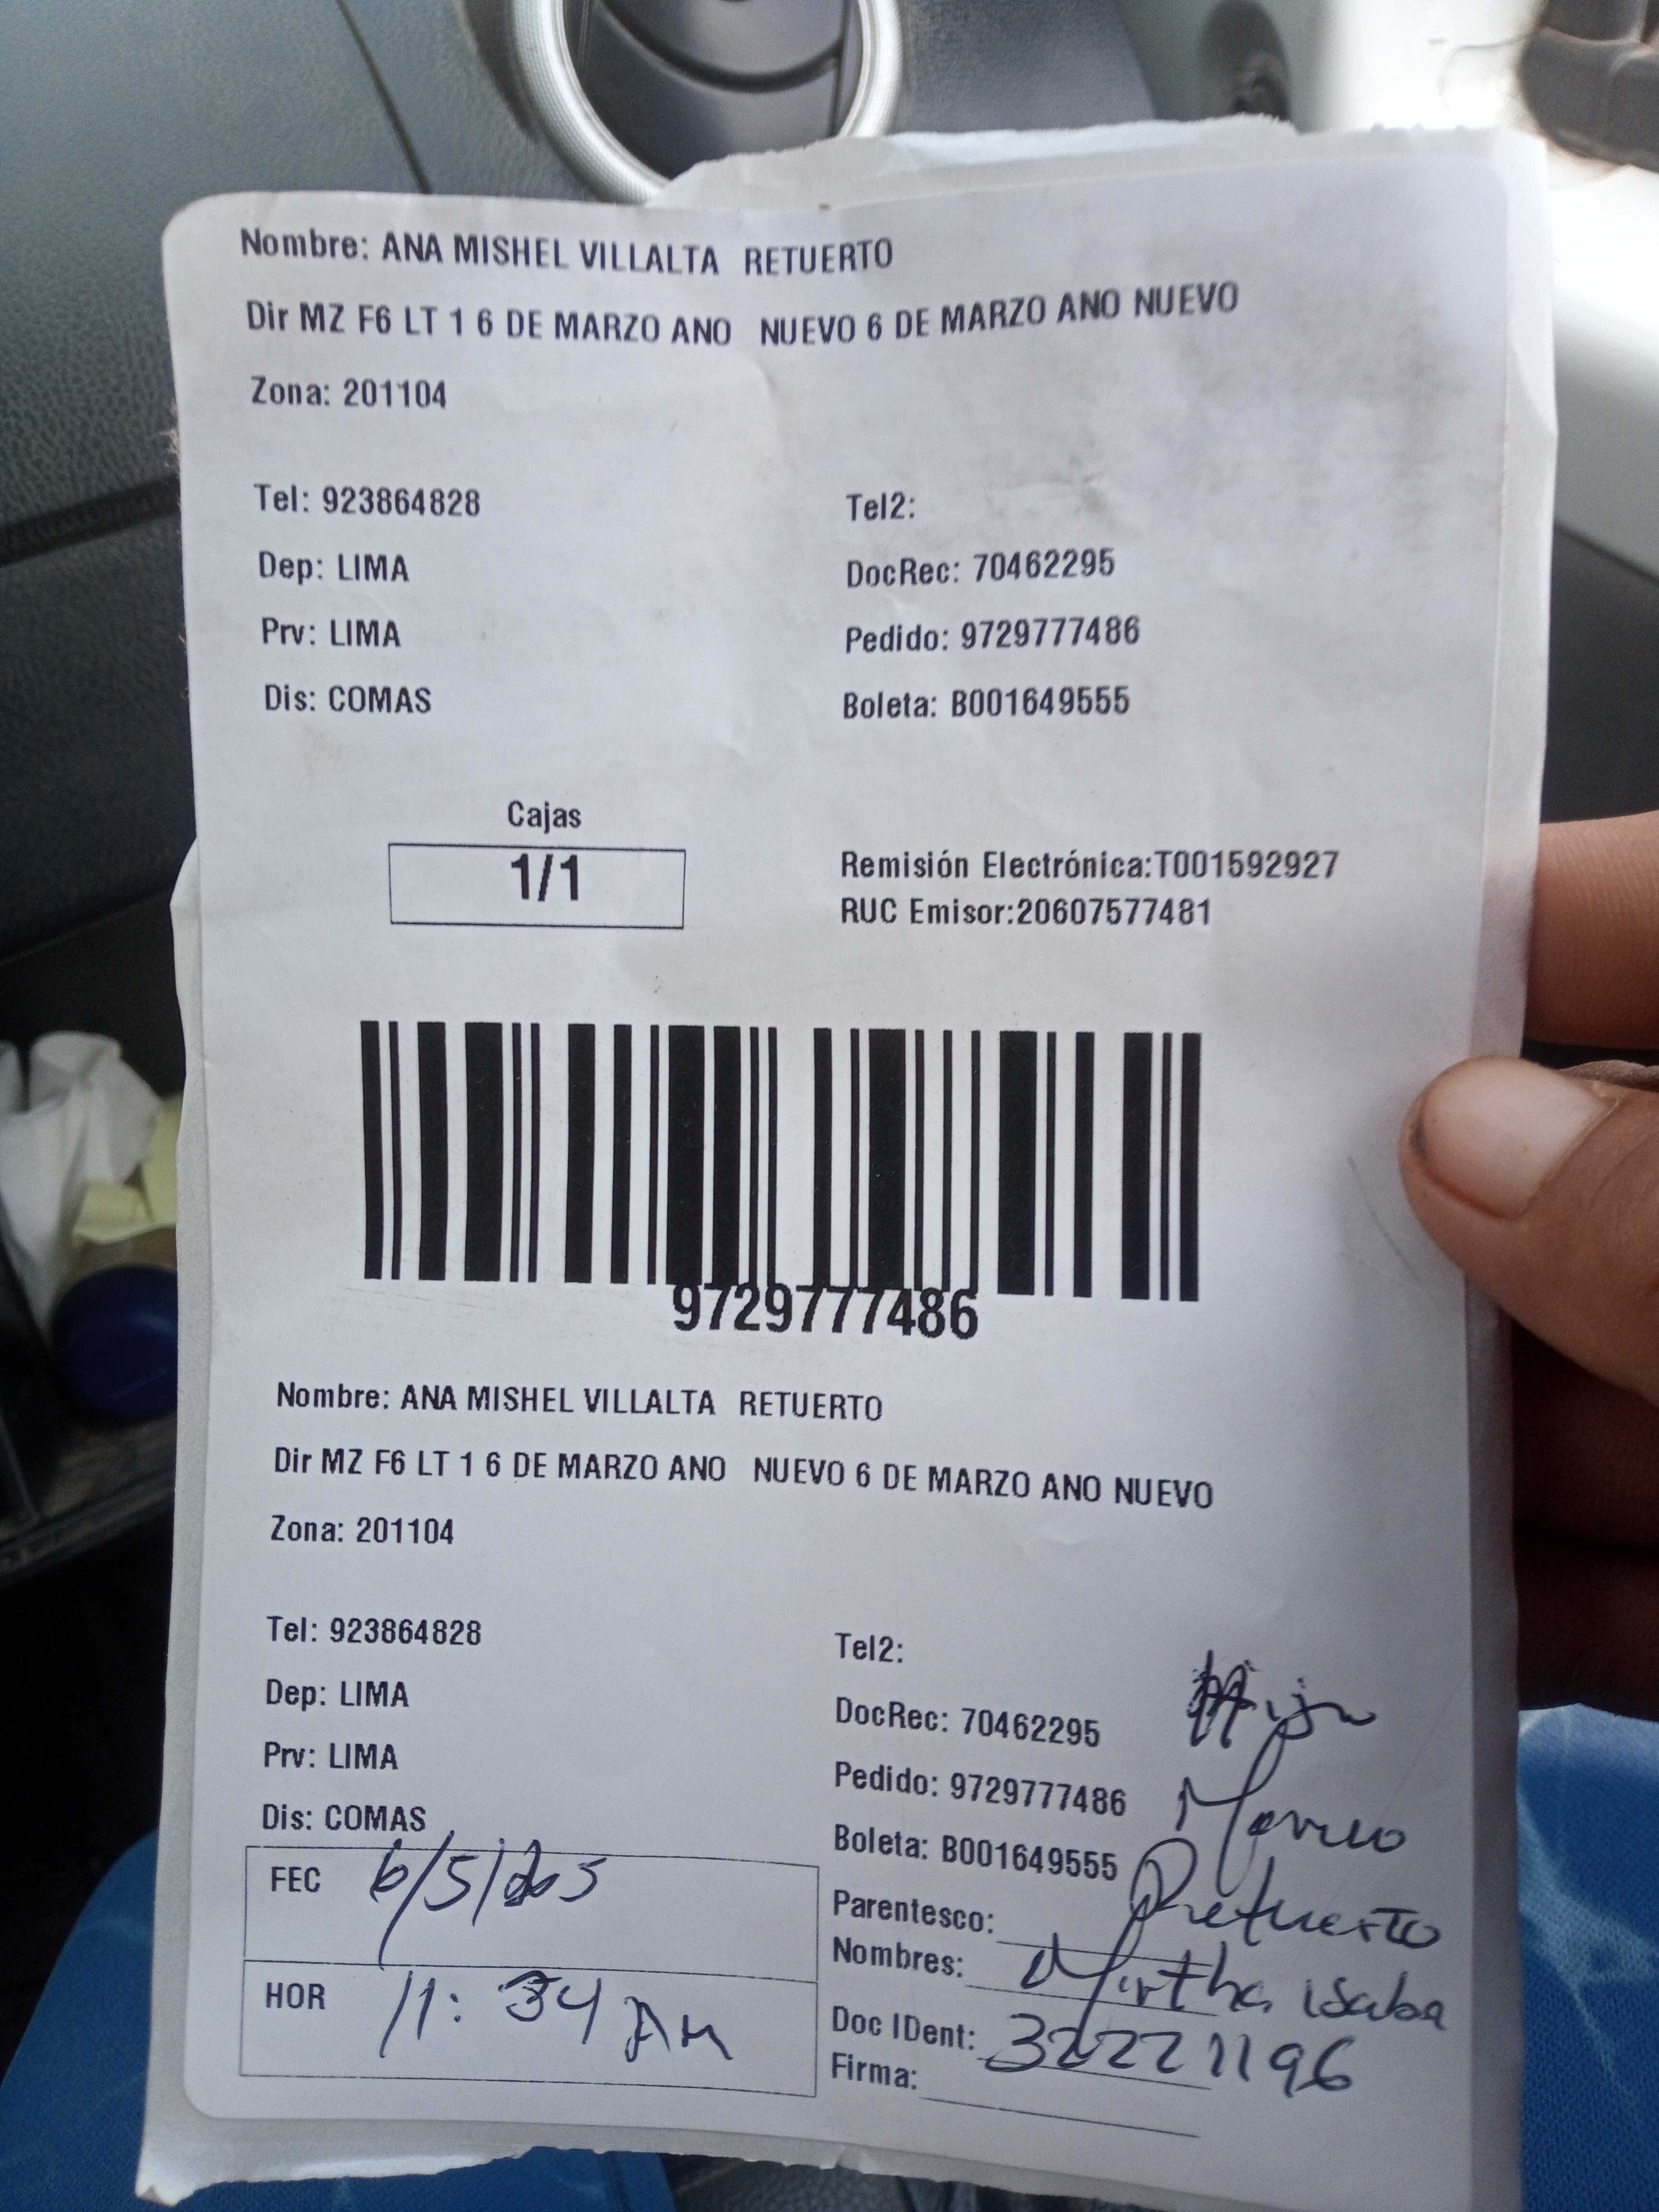 Nombre: ANA MISHEL VILLALTA RETUERTO
Dir MZ F6 LT 1 6 DE MARZO ANO NUEVO 6 DE MARZO ANO NUEVO
Zona: 201104
Tel: 923864828
Tel2:
Dep: LIMA
DocRec: 70462295
Prv: LIMA
Pedido: 9729777486
Dis: COMAS
Boleta: B001649555
Cajas
1/1
Remisión Electrónica:T001592927
RUC Emisor:20607577481
9729777486
Nombre: ANA MISHEL VILLALTA RETUERTO
Dir MZ F6 LT 1 6 DE MARZO ANO NUEVO 6 DE MARZO ANO NUEVO
Zona: 201104
Tel: 923864828
Tel2:
Dep: LIMA
DocRec: 70462295
Prv: LIMA
Pedido: 9729777486
Dis: COMAS
Boleta: B001649555
FEC 6/5/
HOR 11:34 AM
Parentesco:
Retuerto
Nombres: Mirtha isabe
Doc IDent: 32221196
Firma: